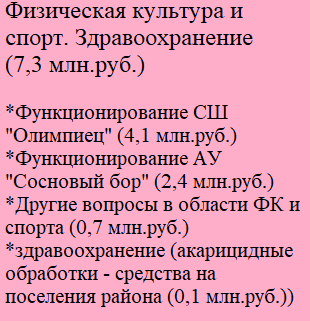 Физическая культура и
спорт. Здравоохранение
(7,3 млн.руб.)
*Функционирование СШ
"Олимпиец" (4,1 млн.руб.)
*Функционирование АУ
"Сосновый бор" (2,4 млн.руб.)
*Другие вопросы в области ФК и
спорта (0,7 млн.руб.)
*здравоохранение (акарицидные
обработки - средства на
поселения района (0,1 млн.руб.))